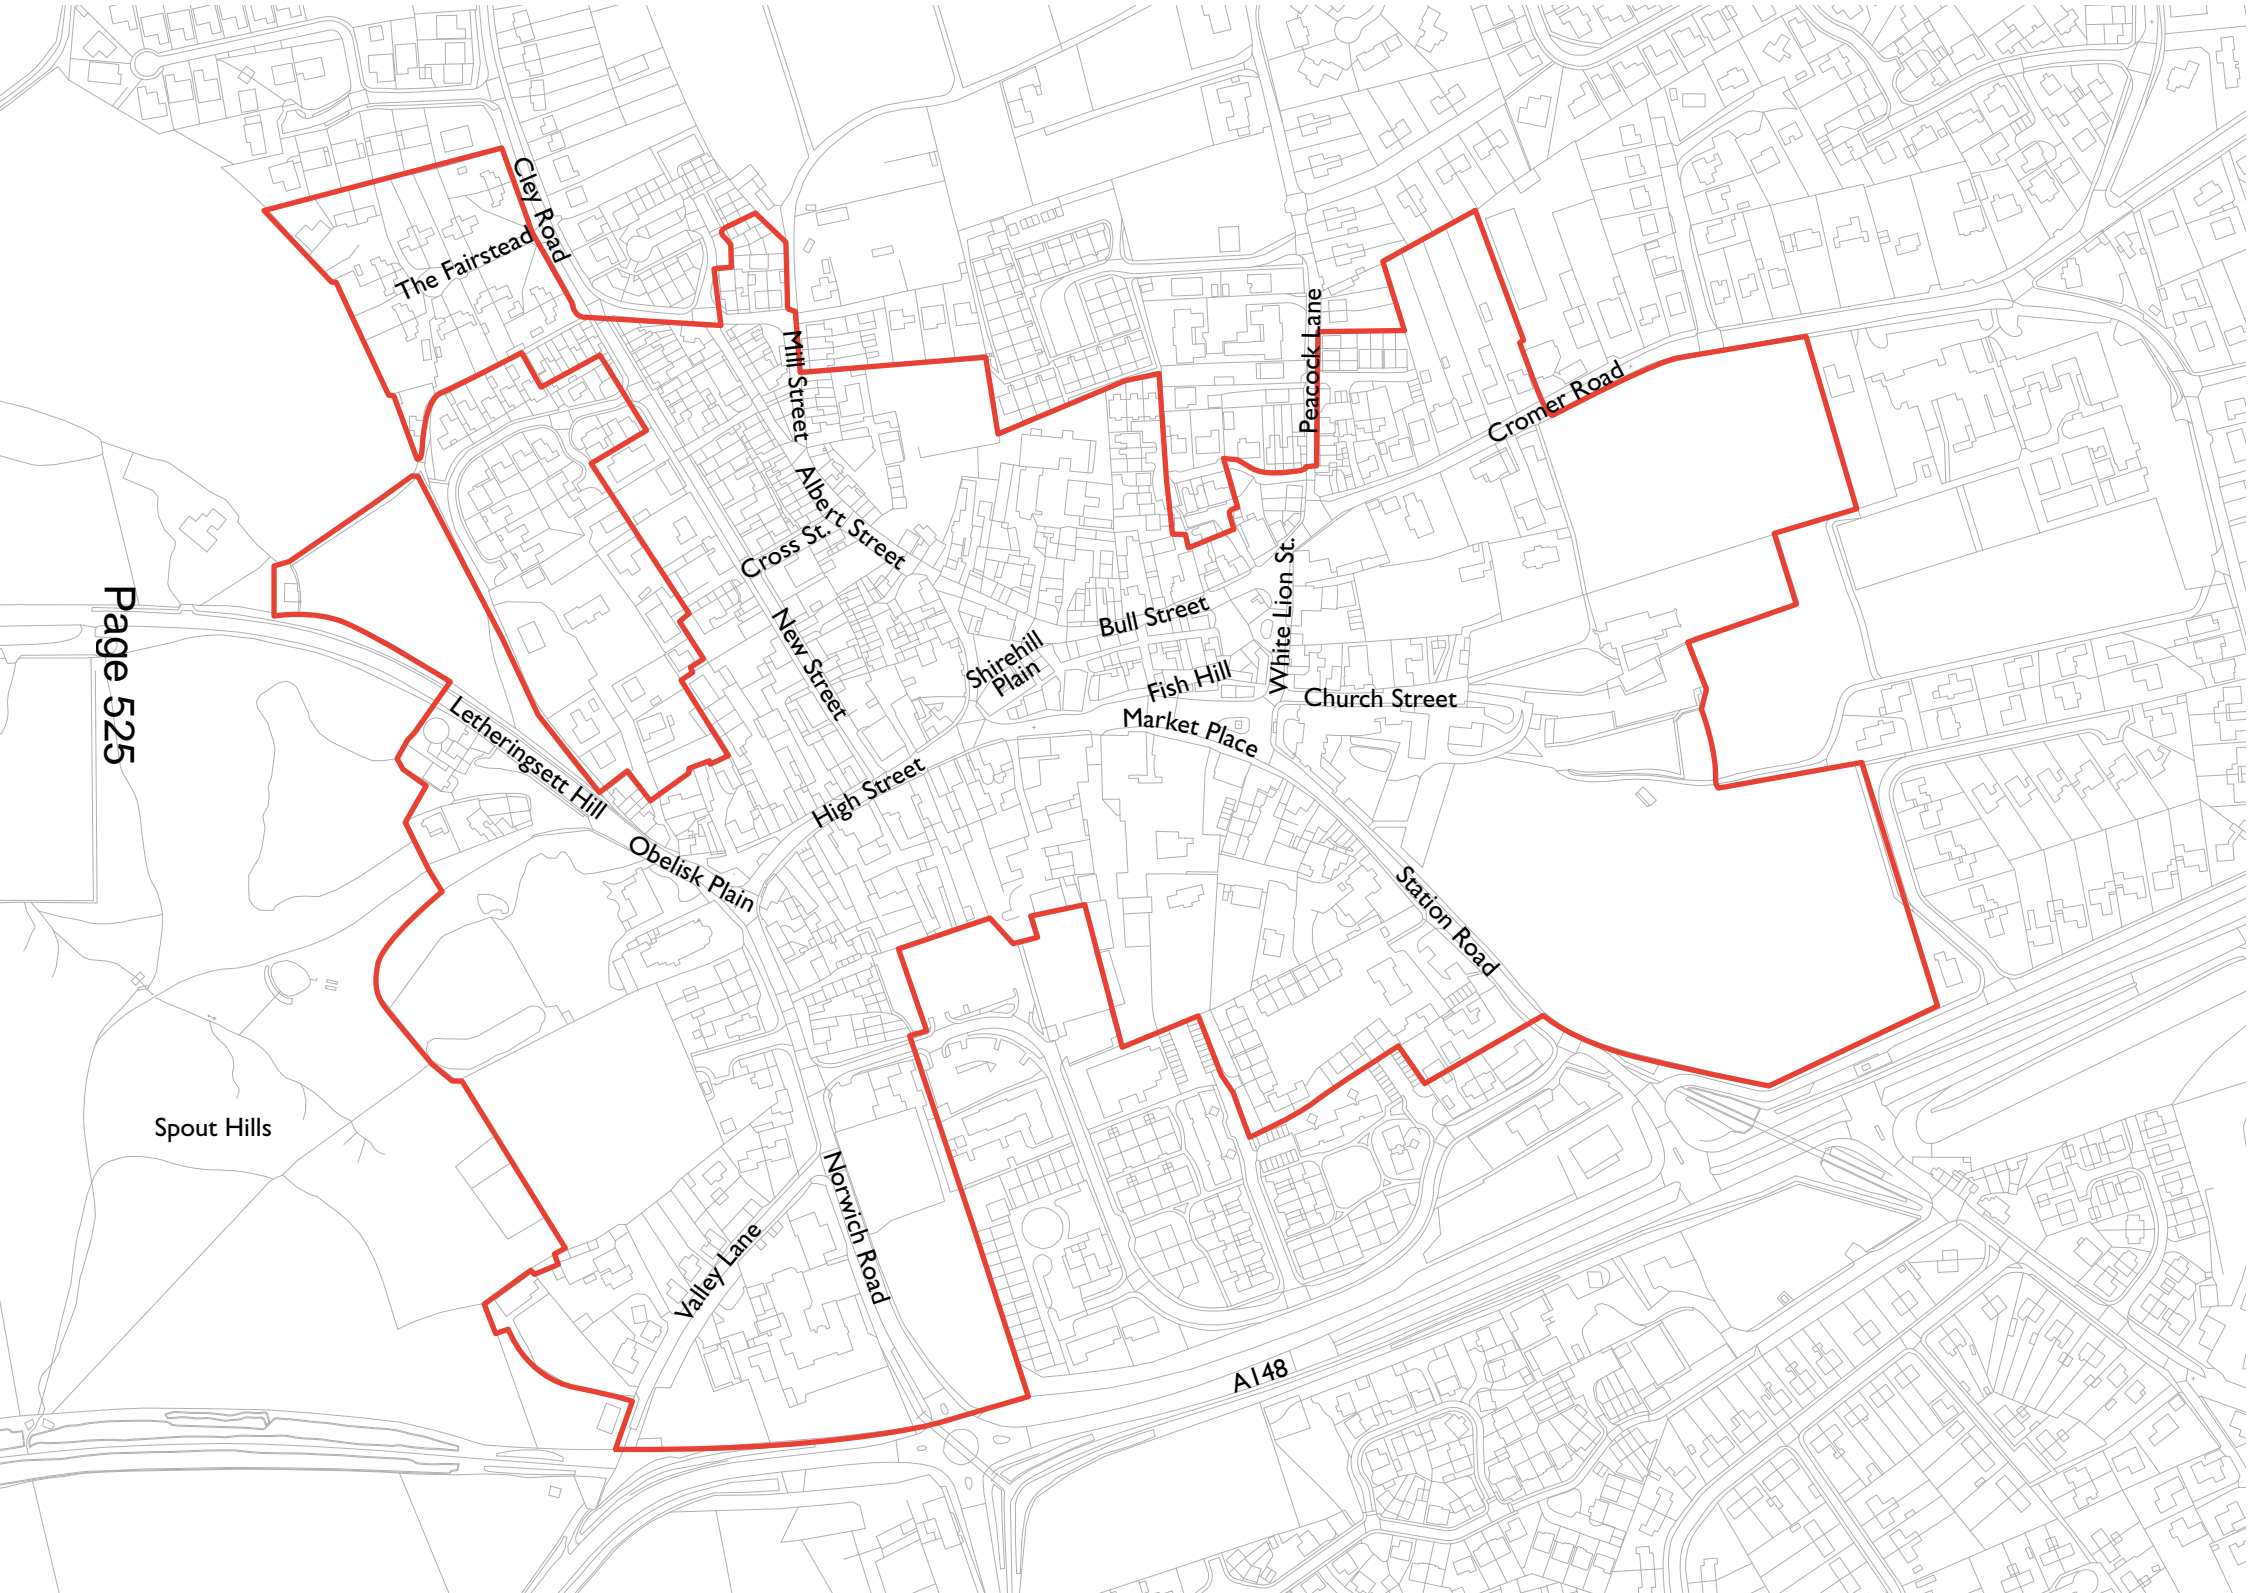 Cley Road
The Fairstead
Mill Street
Peacock Lane
Cromer Road
Albert Street
Cross St.
White Lion St.
Page 525
New Street
Bull Street
Shirehill
Plain
Fish Hill
Church Street
Letheringsett Hill
Market Place
High Street
Obelisk Plain
Station Road
Spout Hills
Norwich Road
Valley Lane
A148